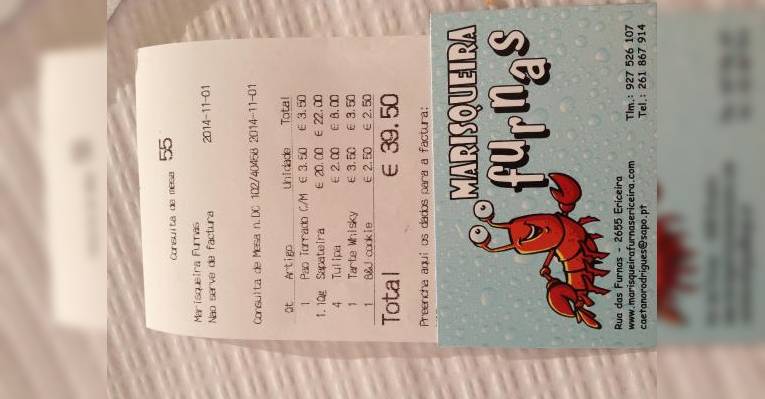 Consulta de mesa 55
Marisqueira Furnas
Nao serve de factura 2014-11-01
Consulta de Mesa n.DC 102/40468 2014-11-01
Qt Artigo Unidade Total
1 Pao Torrado C/M € 3.50 € 3.50
1.10 Sapateira € 20.00 € 22.00
4 Tulipa € 2.00 € 8.00
1 Tarte Whisky € 3.50 € 3.50
1 B&J cookie € 2.50 € 2.50
Total € 39.50
Preencha aqui os dados para a factura:
MARISQUEIRA
furnas
Rua das Furnas - 2655 Ericeira
www.marisqueirafurnasericeira.com Tlm.: 927 526 107
caetanorodrigues@sapo.pt Tel.: 261 867 914